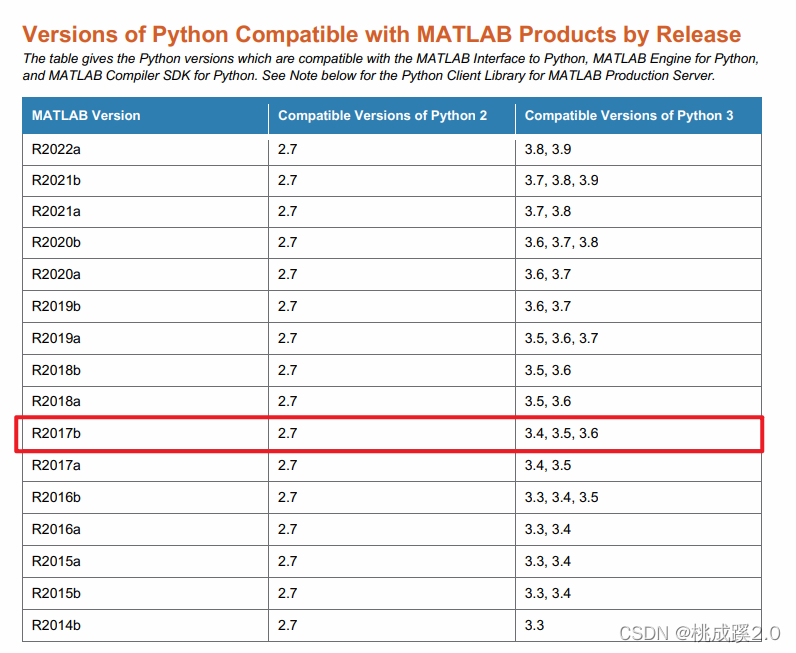 Versions of Python Compatible with MATLAB Products by Release
The table gives the Python versions which are compatible with the MATLAB Interface to Python, MATLAB Engine for Python,
and MATLAB Compiler SDK for Python. See Note below for the Python Client Library for MATLAB Production Server.
MATLAB Version Compatible Versions of Python 2 Compatible Versions of Python 3
R2022a 2.7 3.8, 3.9
R2021b 2.7 3.7, 3.8, 3.9
R2021a 2.7 3.7, 3.8
R2020b 2.7 3.6, 3.7, 3.8
R2020a 2.7 3.6, 3.7
R2019b 2.7 3.6, 3.7
R2019a 2.7 3.5, 3.6, 3.7
R2018b 2.7 3.5, 3.6
R2018a 2.7 3.5, 3.6
R2017b 2.7 3.4, 3.5, 3.6
R2017a 2.7 3.4, 3.5
R2016b 2.7 3.3, 3.4, 3.5
R2016a 2.7 3.3, 3.4
R2015a 2.7 3.3, 3.4
R2015b 2.7 3.3, 3.4
R2014b 2.7 3.3
CSDN @桃成蹊2.0